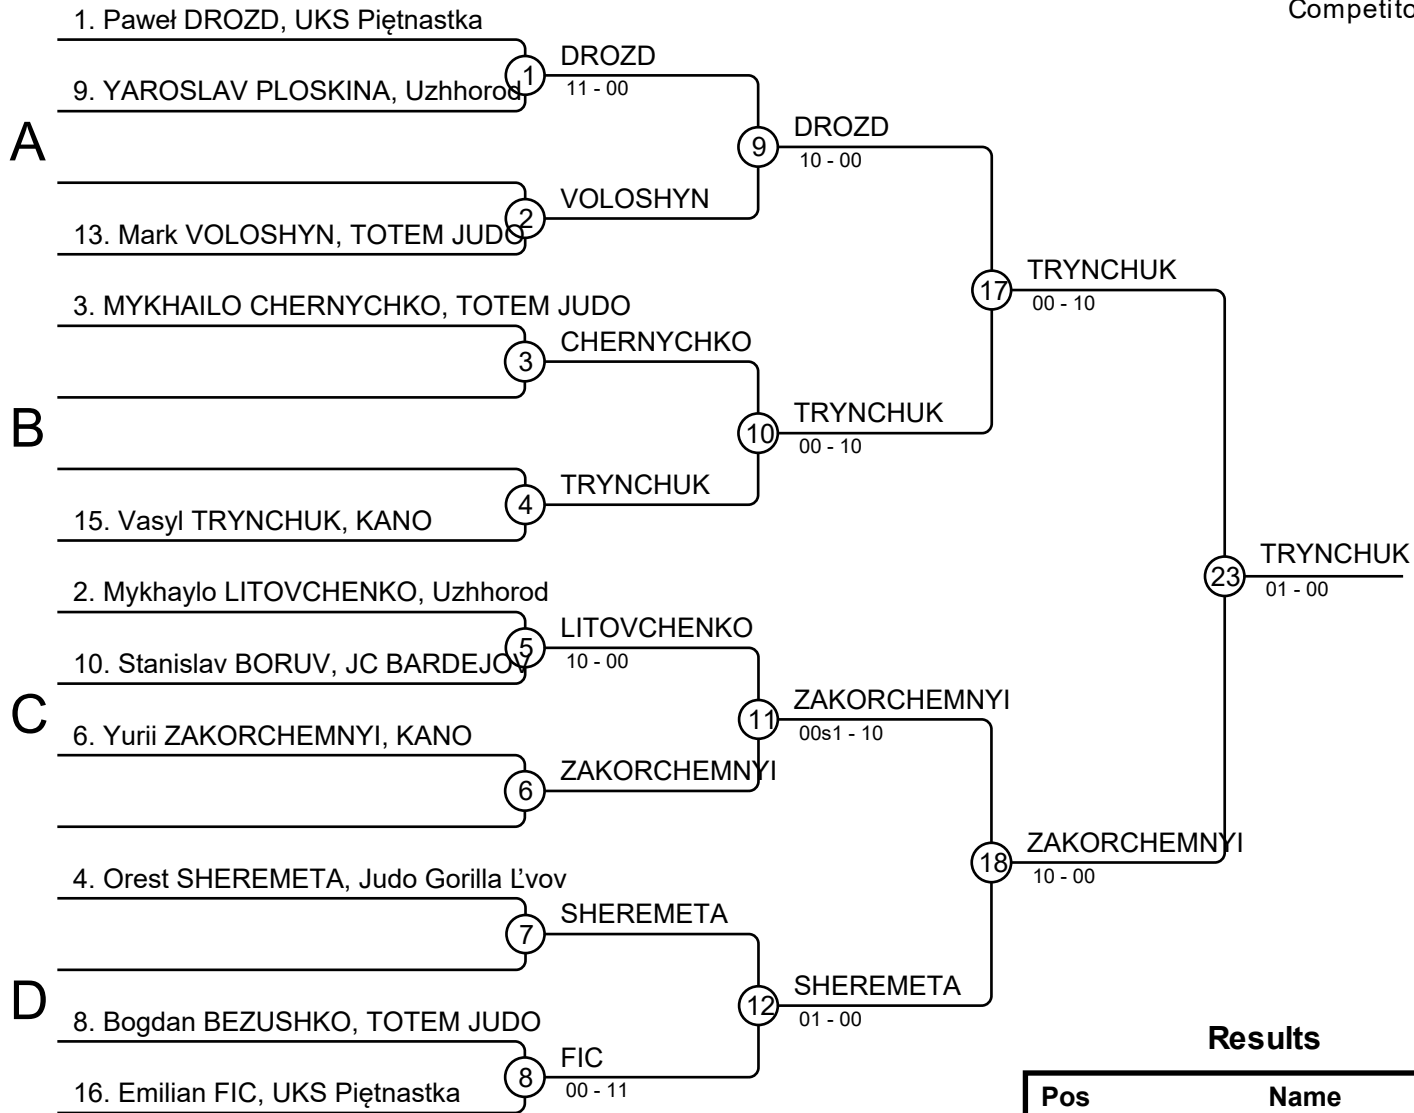 Competito
1. Paweł DROZD, UKS Piętnastka
9. YAROSLAV PLOSKINA, Uzhhorod
1
DROZD
11 - 00
A
9
DROZD
10 - 00
13. Mark VOLOSHYN, TOTEM JUDO
2
VOLOSHYN
17
TRYNCHUK
00 - 10
3. MYKHAILO CHERNYCHKO, TOTEM JUDO
3
CHERNYCHKO
B
10
TRYNCHUK
00 - 10
15. Vasyl TRYNCHUK, KANO
4
TRYNCHUK
23
TRYNCHUK
01 - 00
2. Mykhaylo LITOVCHENKO, Uzhhorod
10. Stanislav BORUV, JC BARDEJOV
5
LITOVCHENKO
10 - 00
C
11
ZAKORCHEMNYI
00s1 - 10
6. Yurii ZAKORCHEMNYI, KANO
6
ZAKORCHEMNYI
18
ZAKORCHEMNYI
10 - 00
4. Orest SHEREMETA, Judo Gorilla Ľvov
7
SHEREMETA
D
12
SHEREMETA
01 - 00
8. Bogdan BEZUSHKO, TOTEM JUDO
16. Emilian FIC, UKS Piętnastka
8
FIC
00 - 11
Results
Pos Name